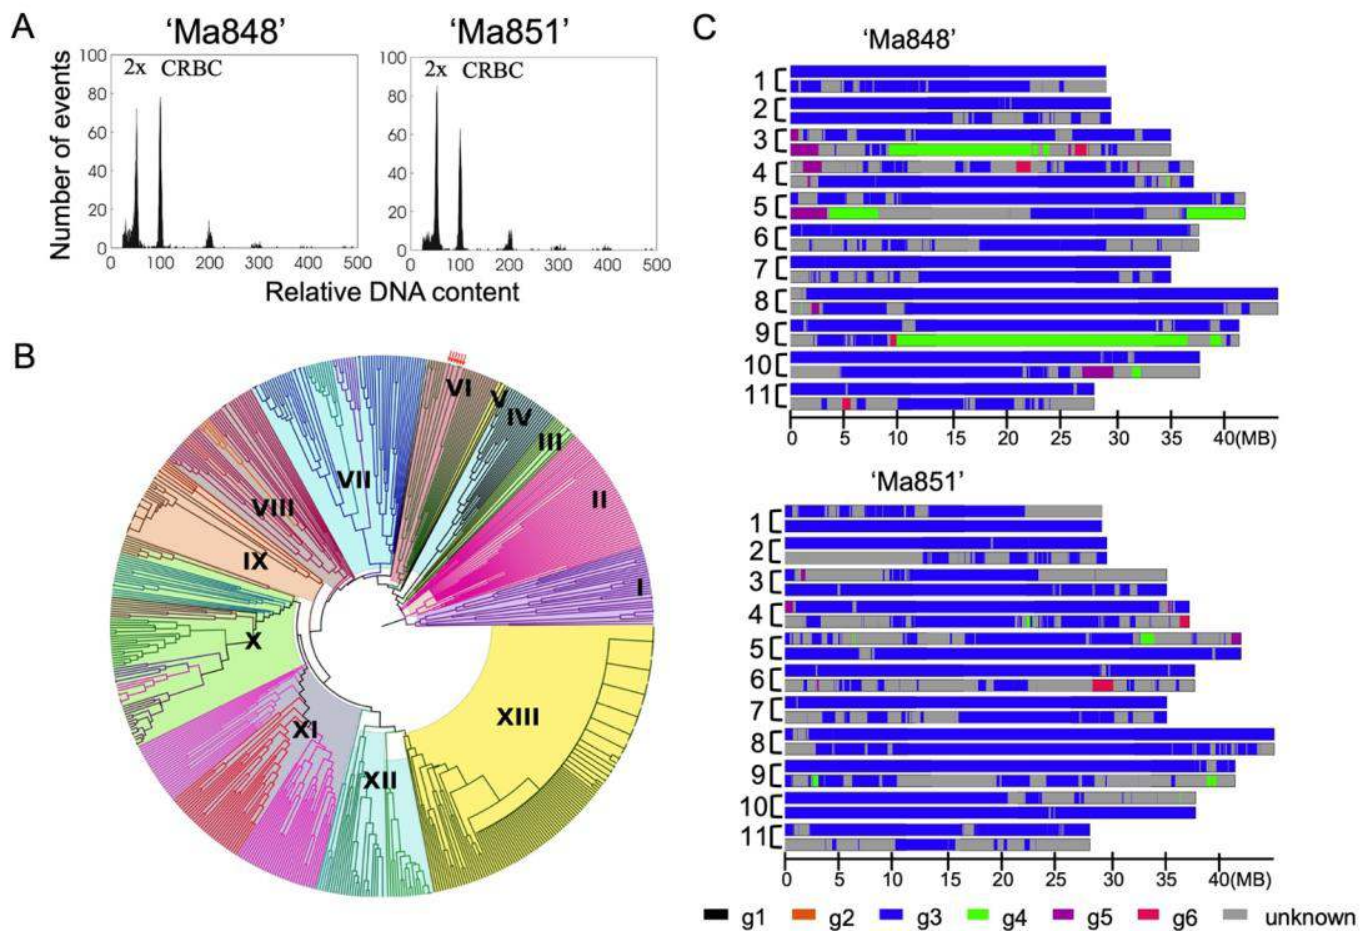 A
'Ma848'
Number of events
100
80
60
40
20
0
2x CRBC
0 100 200 300 400 500
'Ma851'
100
80
60
40
20
0
2x CRBC
0 100 200 300 400 500
Relative DNA content
B
I
II
III
IV
V
VI
VII
VIII
IX
X
XI
XII
XIII
C
'Ma848'
1
2
3
4
5
6
7
8
9
10
11
0 5 10 15 20 25 30 35 40(MB)
'Ma851'
1
2
3
4
5
6
7
8
9
10
11
0 5 10 15 20 25 30 35 40(MB)
g1 g2 g3 g4 g5 g6 unknown